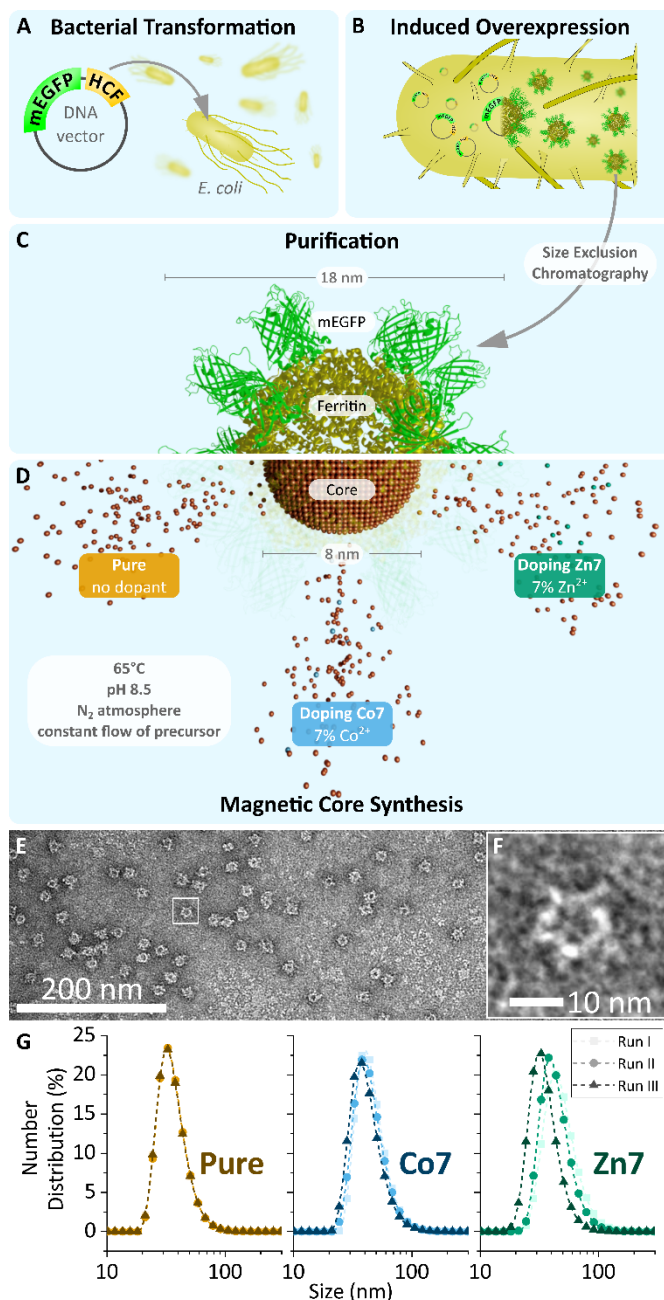 A Bacterial Transformation
mEGFP
HCF
DNA
vector
E. coli
B Induced Overexpression
mEGFP
C
Purification
Size Exclusion
Chromatography
18 nm
mEGFP
Ferritin
D
Core
8 nm
Pure
no dopant
Doping Zn7
7% Zn²⁺
65°C
pH 8.5
N₂ atmosphere
constant flow of precursor
Doping Co7
7% Co²⁺
Magnetic Core Synthesis
E
200 nm
F
10 nm
G
Number
Distribution (%)
25
20
15
10
5
0
Pure
Co7
Zn7
Run I
Run II
Run III
10 100 10 100 10 100
Size (nm)